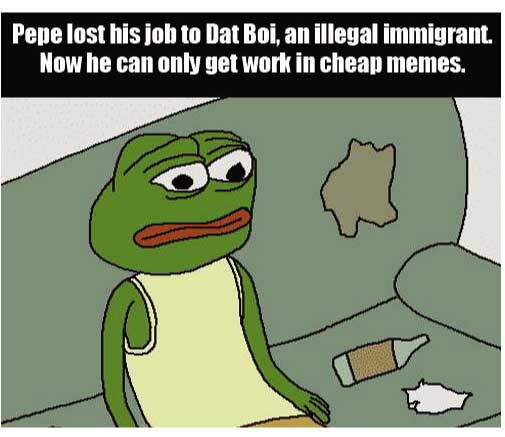 Pepe lost his job to Dat Boi, an illegal immigrant.
Now he can only get work in cheap memes.